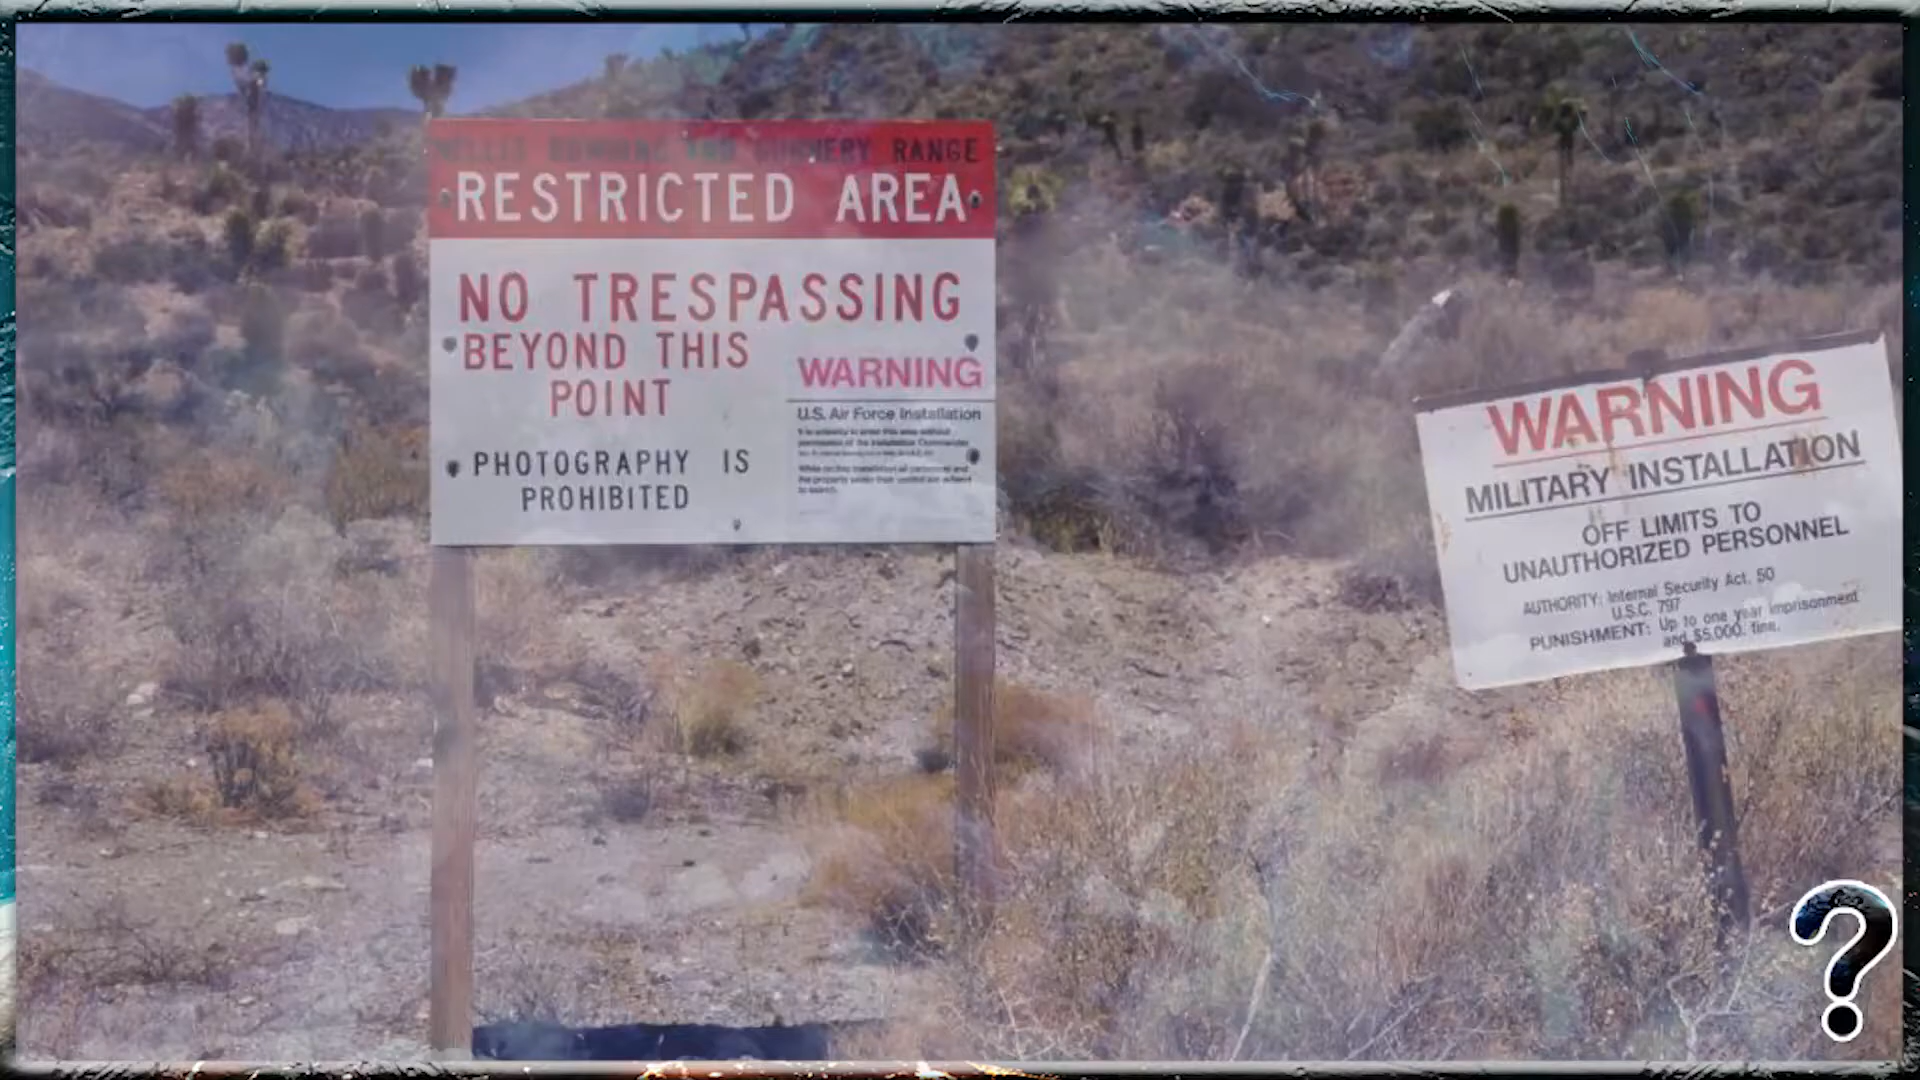 GUNNERY RANGE
RESTRICTED AREA
NO TRESPASSING
BEYOND THIS
POINT
PHOTOGRAPHY IS
PROHIBITED
WARNING
U.S. Air Force Installation
WARNING
MILITARY INSTALLATION
OFF LIMITS TO
UNAUTHORIZED PERSONNEL
AUTHORITY: Internal Security Act, 50
U.S.C. 797
PUNISHMENT: Up to one year imprisonment
and $5,000. fine.
?